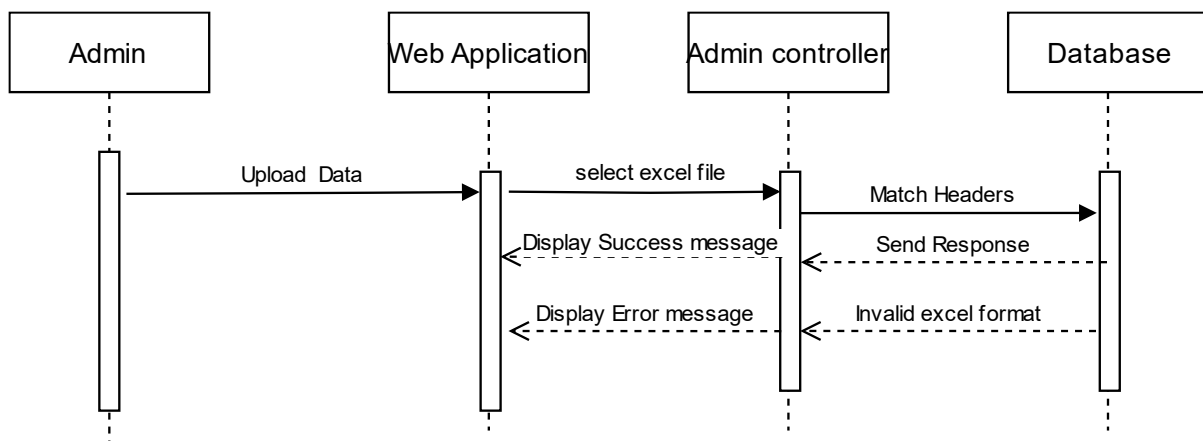 Admin
Web Application
Admin controller
Database
Upload Data
select excel file
Match Headers
Display Success message
Send Response
Display Error message
Invalid excel format